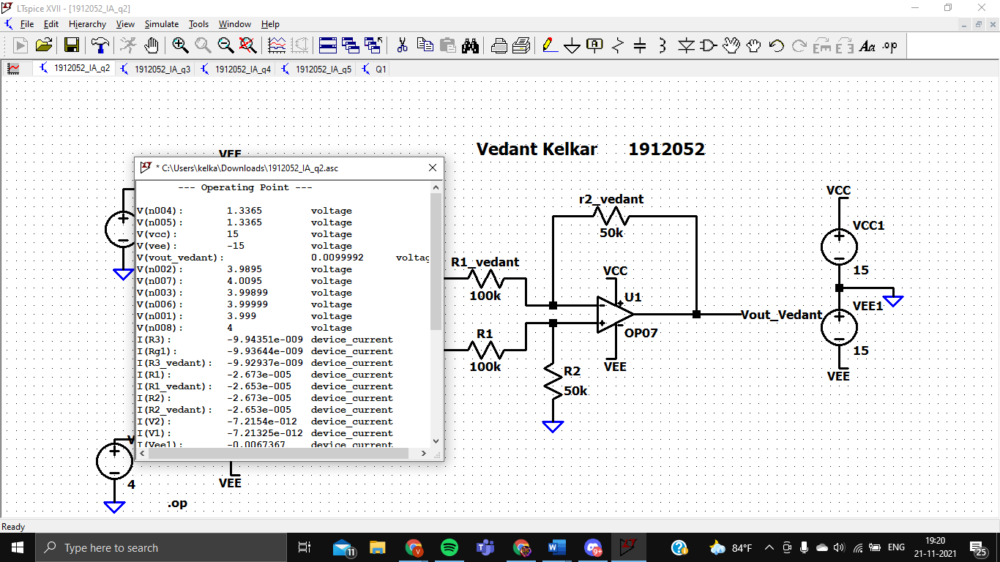 LTspice XVII - [1912052_IA_q2]
File Edit Hierarchy View Simulate Tools Window Help
.op
1912052_IA_q2 1912052_IA_q3 1912052_IA_q4 1912052_IA_q5 Q1
Vedant Kelkar 1912052
VEE
* C:\Users\kelka\Downloads\1912052_IA_q2.asc
--- Operating Point ---
V(n004): 1.3365 voltage
V(n005): 1.3365 voltage
V(vcc): 15 voltage
V(vee): -15 voltage
V(vout_vedant): 0.0099992 voltag
V(n002): 3.9895 voltage
V(n007): 4.0095 voltage
V(n003): 3.99899 voltage
V(n006): 3.99999 voltage
V(n001): 3.999 voltage
V(n008): 4 voltage
I(R3): -9.94351e-009 device_current
I(Rg1): -9.93644e-009 device_current
I(R3_vedant): -9.92937e-009 device_current
I(R1): -2.673e-005 device_current
I(R1_vedant): -2.653e-005 device_current
I(R2): -2.673e-005 device_current
I(R2_vedant): -2.653e-005 device_current
I(V2): -7.2154e-012 device_current
I(V1): -7.21325e-012 device_current
I(Vee1): -0.0067367 device_current
r2_vedant
50k
R1_vedant
100k
VCC
U1
OP07
VEE
R1
100k
R2
50k
Vout_Vedant
VCC
VCC1
15
VEE1
15
VEE
4
VEE
.op
Ready
Type here to search
11
9+
84°F
ENG
19:20
21-11-2021
25